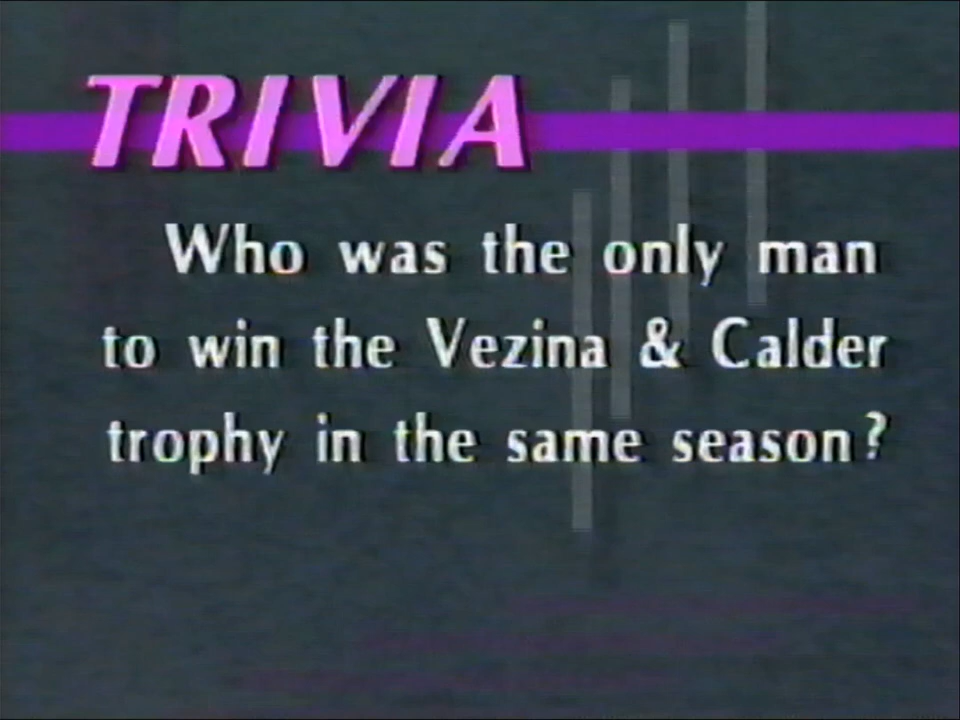 TRIVIA
Who was the only man
to win the Vezina & Calder
trophy in the same season?